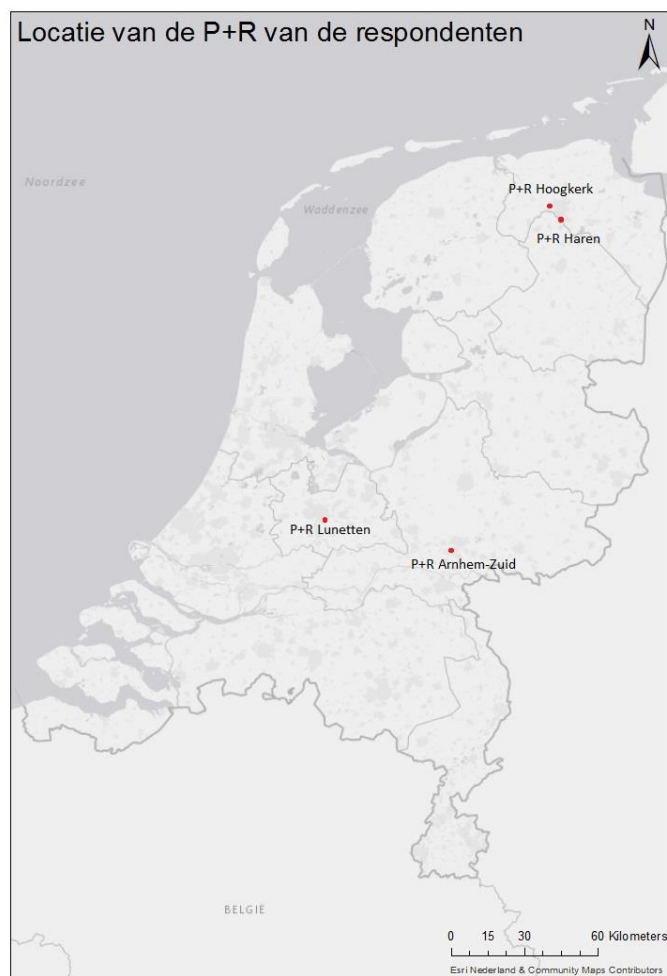 Locatie van de P+R van de respondenten
N
Noordzee
Waddenzee
P+R Hoogkerk
P+R Haren
P+R Lunetten
P+R Arnhem-Zuid
BELGIË
0 15 30 60 Kilometers
Esri Nederland & Community Maps Contributors